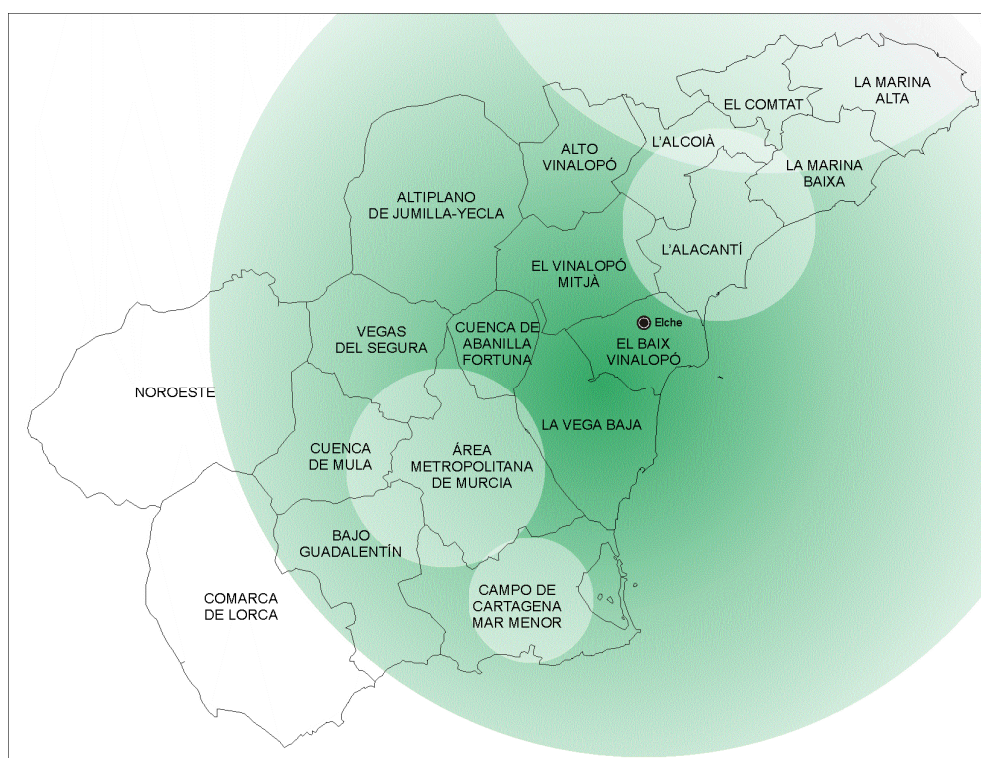 LA MARINA
ALTA
EL COMTAT
L'ALCOIÀ
ALTO
VINALOPÓ
LA MARINA
BAIXA
ALTIPLANO
DE JUMILLA-YECLA
L'ALACANTÍ
EL VINALOPÓ
MITJÀ
Elche
VEGAS
DEL SEGURA
CUENCA DE
ABANILLA
FORTUNA
EL BAIX
VINALOPÓ
NOROESTE
LA VEGA BAJA
CUENCA
DE MULA
ÁREA
METROPOLITANA
DE MURCIA
BAJO
GUADALENTÍN
CAMPO DE
CARTAGENA
MAR MENOR
COMARCA
DE LORCA